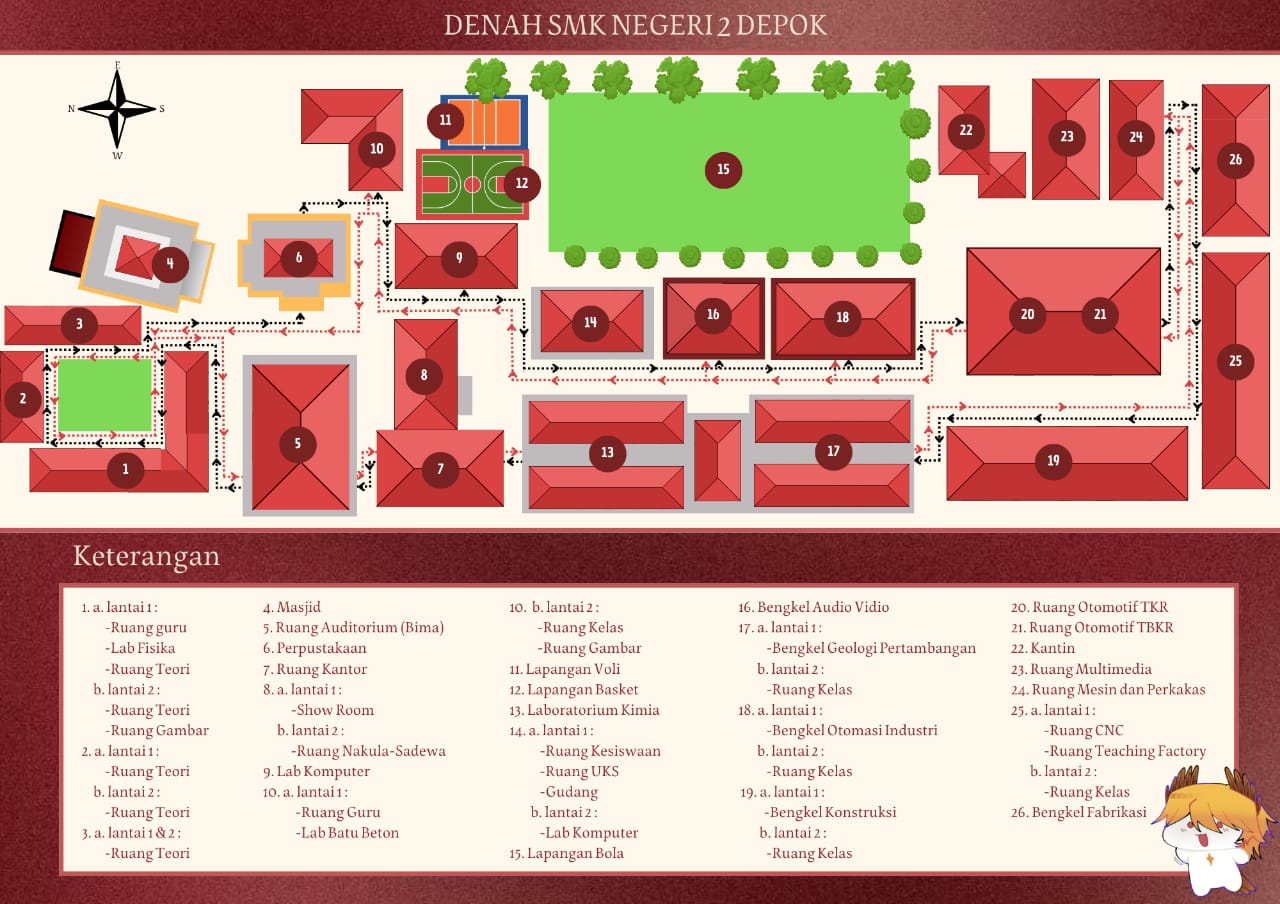 DENAH SMK NEGERI 2 DEPOK
N
E
S
W
1
2
3
4
5
6
7
8
9
10
11
12
13
14
15
16
17
18
19
20
21
22
23
24
25
26
Keterangan
1. a. lantai 1 :
-Ruang guru
-Lab Fisika
-Ruang Teori
b. lantai 2 :
-Ruang Teori
-Ruang Gambar
2. a. lantai 1 :
-Ruang Teori
b. lantai 2 :
-Ruang Teori
3. a. lantai 1 & 2 :
-Ruang Teori
4. Masjid
5. Ruang Auditorium (Bima)
6. Perpustakaan
7. Ruang Kantor
8. a. lantai 1 :
-Show Room
b. lantai 2 :
-Ruang Nakula-Sadewa
9. Lab Komputer
10. a. lantai 1 :
-Ruang Guru
-Lab Batu Beton
10. b. lantai 2 :
-Ruang Kelas
-Ruang Gambar
11. Lapangan Voli
12. Lapangan Basket
13. Laboratorium Kimia
14. a. lantai 1 :
-Ruang Kesiswaan
-Ruang UKS
-Gudang
b. lantai 2 :
-Lab Komputer
15. Lapangan Bola
16. Bengkel Audio Vidio
17. a. lantai 1 :
-Bengkel Geologi Pertambangan
b. lantai 2 :
-Ruang Kelas
18. a. lantai 1 :
-Bengkel Otomasi Industri
b. lantai 2 :
-Ruang Kelas
19. a. lantai 1 :
-Bengkel Konstruksi
b. lantai 2 :
-Ruang Kelas
20. Ruang Otomotif TKR
21. Ruang Otomotif TBKR
22. Kantin
23. Ruang Multimedia
24. Ruang Mesin dan Perkakas
25. a. lantai 1 :
-Ruang CNC
-Ruang Teaching Factory
b. lantai 2 :
-Ruang Kelas
26. Bengkel Fabrikasi